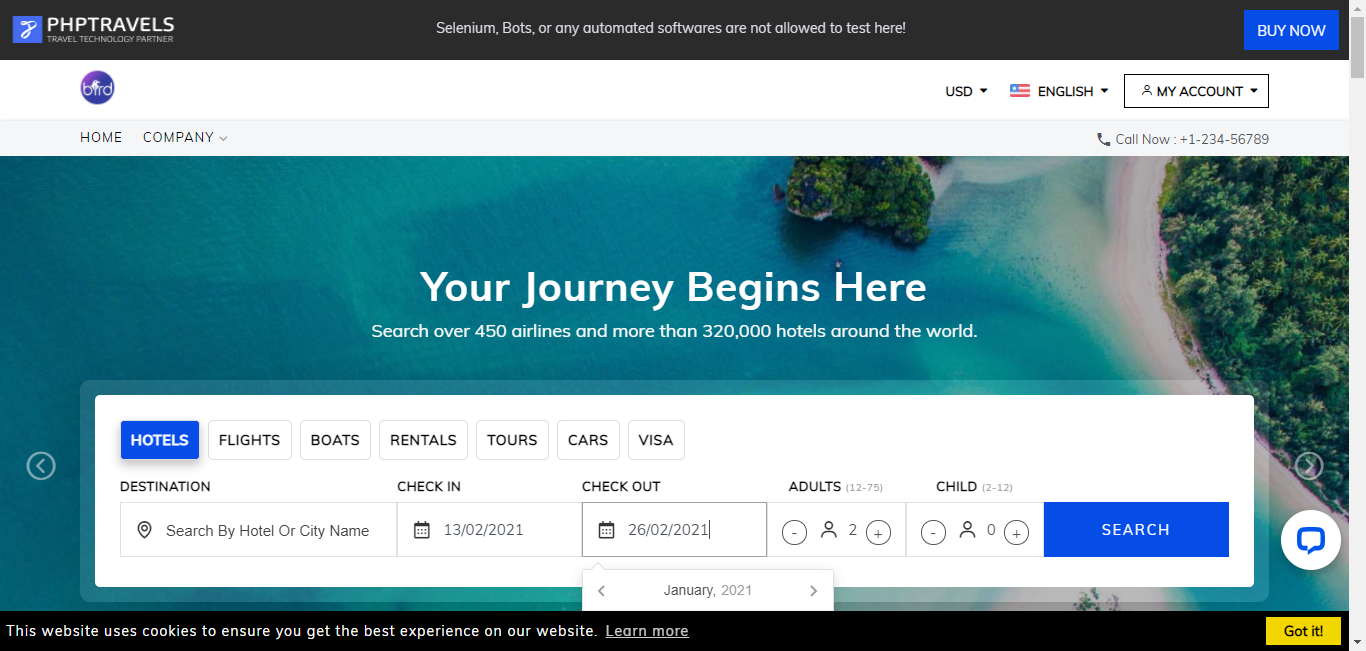 PHPTRAVELS
TRAVEL TECHNOLOGY PARTNER
Selenium, Bots, or any automated softwares are not allowed to test here!
BUY NOW
bird
USD
ENGLISH
MY ACCOUNT
HOME COMPANY
Call Now : +1-234-56789
Your Journey Begins Here
Search over 450 airlines and more than 320,000 hotels around the world.
HOTELS FLIGHTS BOATS RENTALS TOURS CARS VISA
DESTINATION CHECK IN CHECK OUT ADULTS (12-75) CHILD (2-12)
Search By Hotel Or City Name 13/02/2021 26/02/2021 - 2 + - 0 + SEARCH
January, 2021
This website uses cookies to ensure you get the best experience on our website. Learn more
Got it!